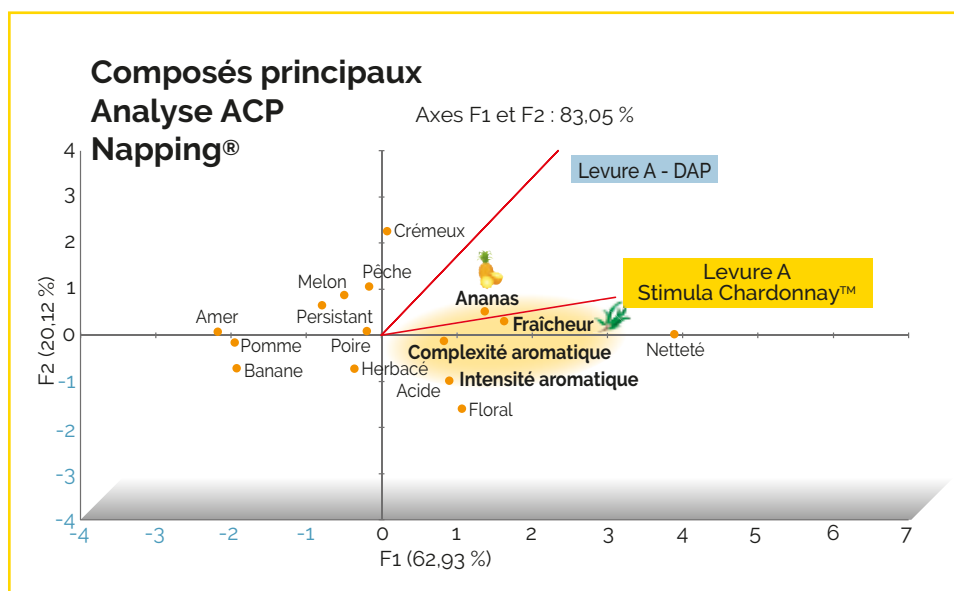 Composés principaux
Analyse ACP
Napping®
Axes F1 et F2 : 83,05 %
4
3
2
1
0
-1
-2
-3
-4
F2 (20,12 %)
Levure A - DAP
Levure A
Stimula Chardonnay™
Crémeux
Pêche
Melon
Ananas
Amer
Persistant
Fraîcheur
Pomme
Poire
Complexité aromatique
Netteté
Banane
Herbacé
Intensité aromatique
Acide
Floral
-4
-3
-2
-1
0
1
2
3
4
5
6
7
F1 (62,93 %)